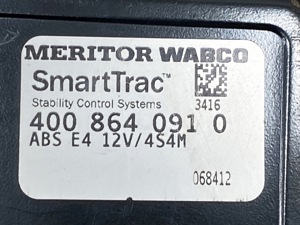 MERITOR WABCO
SmartTrac™
Stability Control Systems 3416
400 864 091 0
ABS E4 12V/4S4M
068412